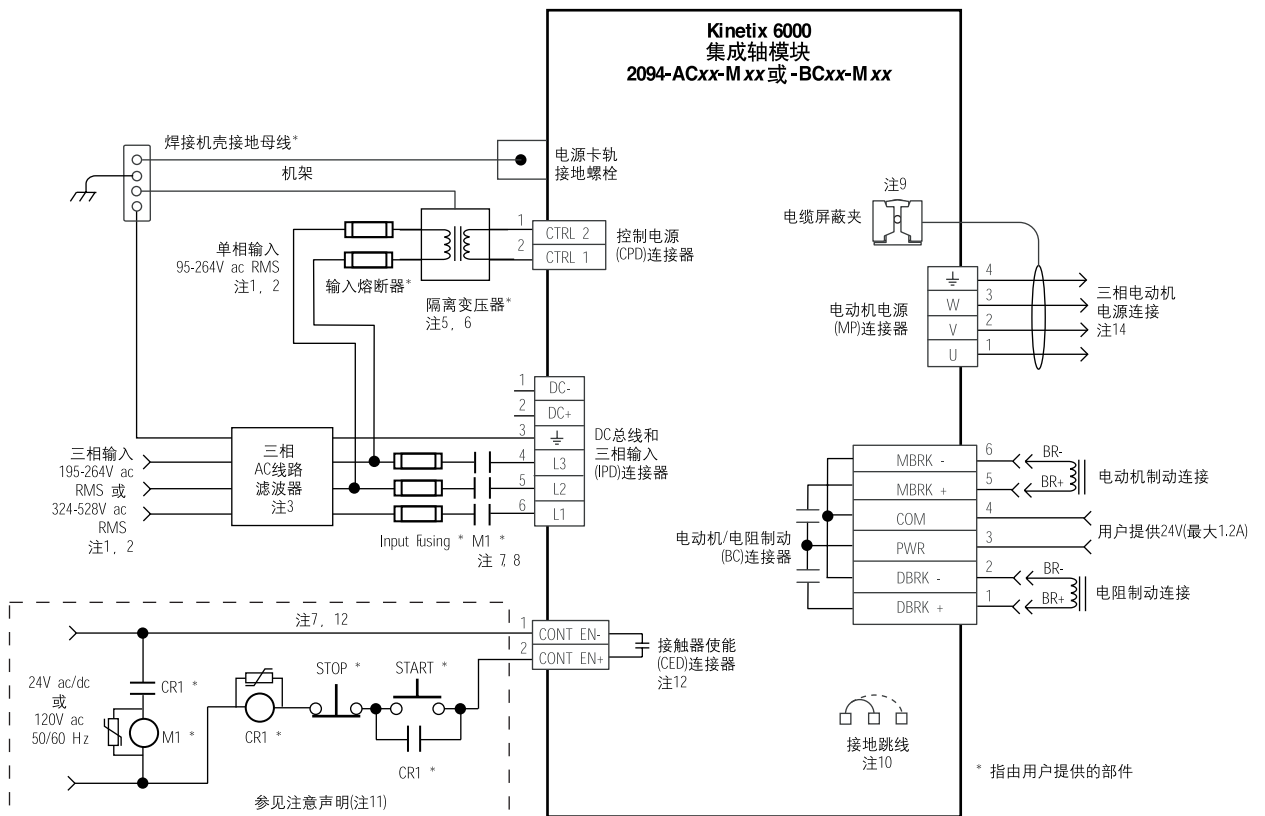 Kinetix 6000
集成轴模块
2094-ACxx-Mxx或-BCxx-Mxx
焊接机壳接地母线*
机架
电源卡轨
接地螺栓
单相输入
95-264V ac RMS
注1, 2
输入熔断器*
隔离变压器*
注5, 6
1
2
CTRL 2
CTRL 1
控制电源
(CPD)连接器
注9
电缆屏蔽夹
电动机电源
(MP)连接器
W
V
U
4
3
2
1
三相电动机
电源连接
注14
三相输入
195-264V ac
RMS 或
324-528V ac
RMS
注1, 2
三相
AC线路
滤波器
注3
Input Fusing *
M1 *
注 7, 8
1
2
3
4
5
6
DC-
DC+
L3
L2
L1
DC总线和
三相输入
(IPD)连接器
电动机/电阻制动
(BC)连接器
MBRK -
MBRK +
COM
PWR
DBRK -
DBRK +
6
5
4
3
2
1
BR-
BR+
电动机制动连接
用户提供24V(最大1.2A)
BR-
BR+
电阻制动连接
注7, 12
1
2
CONT EN-
CONT EN+
接触器使能
(CED)连接器
注12
24V ac/dc
或
120V ac
50/60 Hz
CR1 *
M1 *
CR1 *
STOP *
START *
CR1 *
参见注意声明(注11)
接地跳线
注10
* 指由用户提供的部件